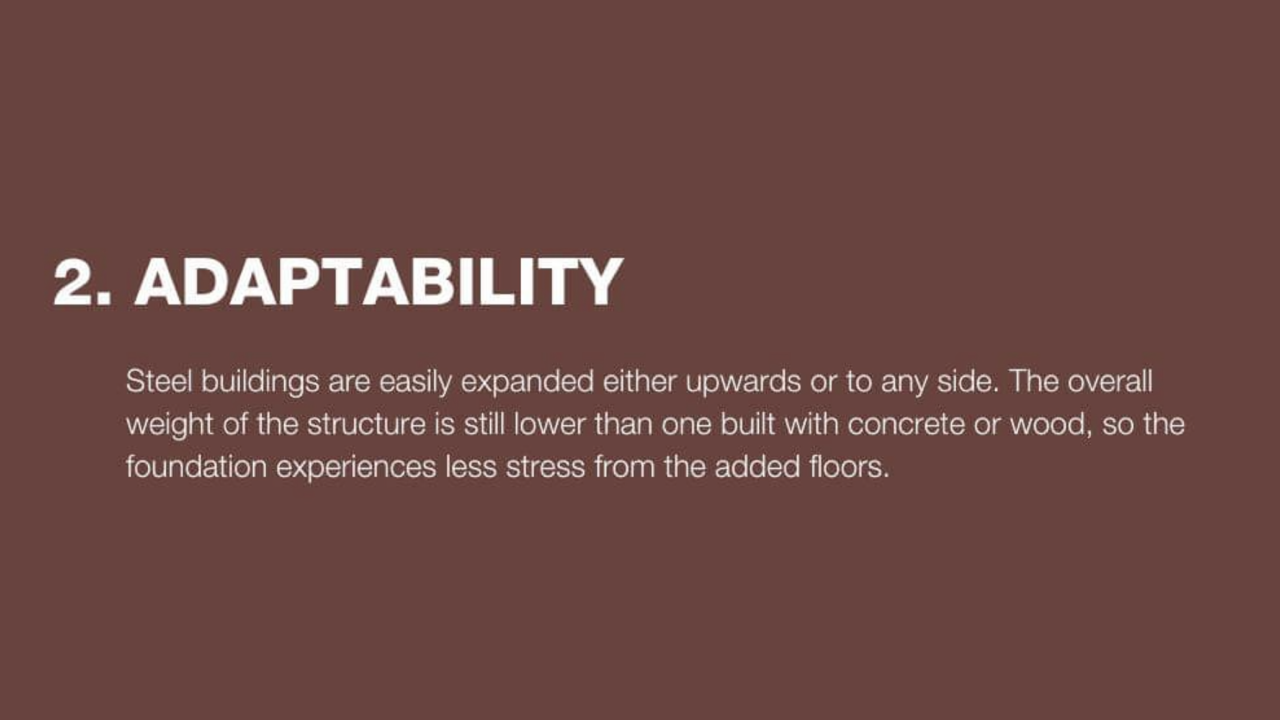 2. ADAPTABILITY
Steel buildings are easily expanded either upwards or to any side. The overall
weight of the structure is still lower than one built with concrete or wood, so the
foundation experiences less stress from the added floors.